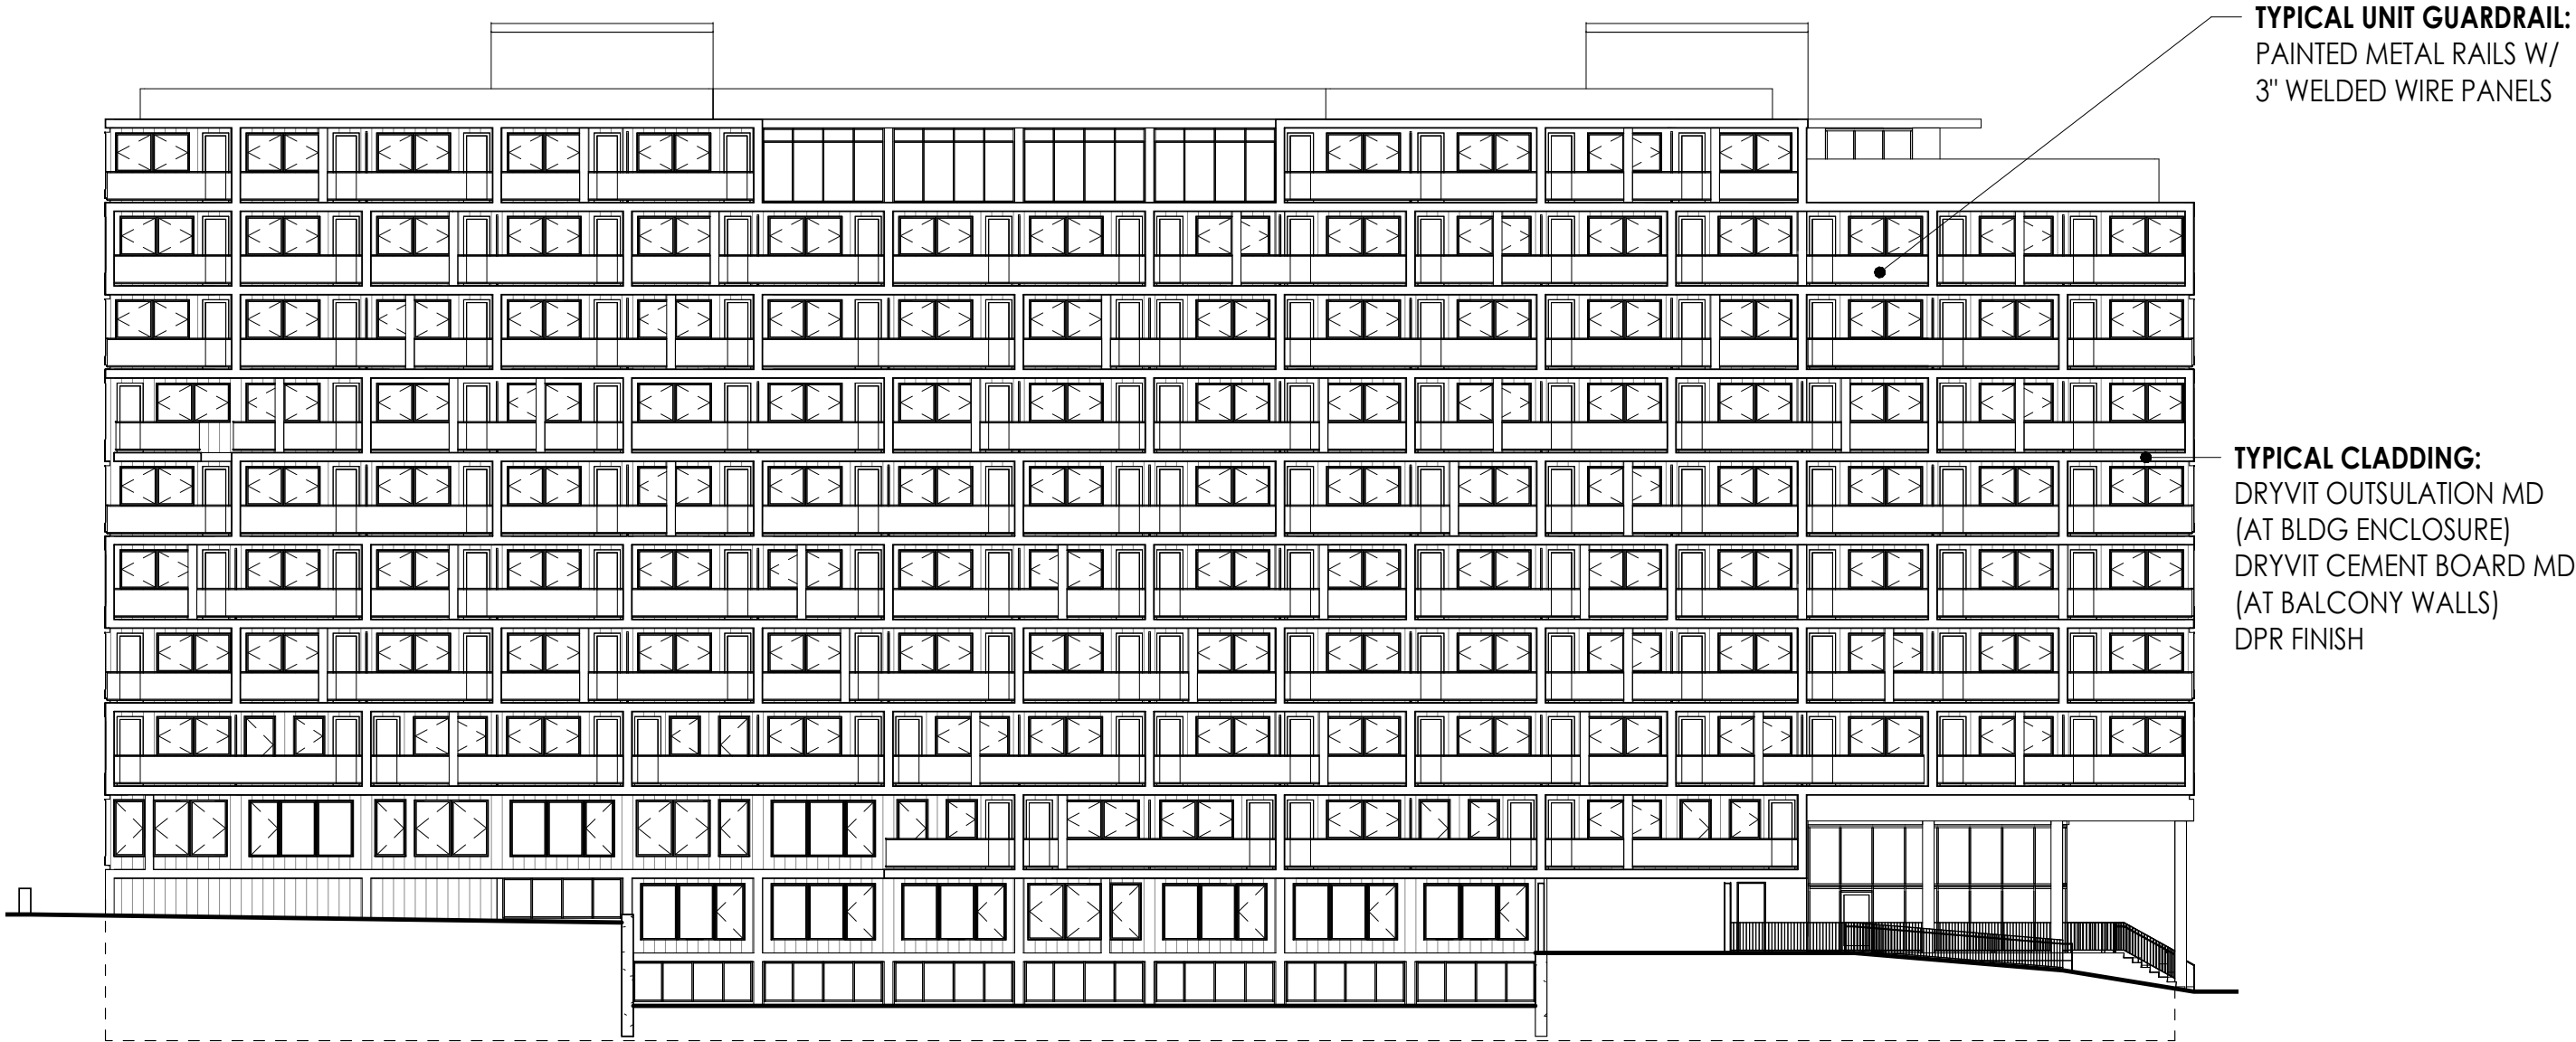 TYPICAL UNIT GUARDRAIL:
PAINTED METAL RAILS W/
3" WELDED WIRE PANELS
TYPICAL CLADDING:
DRYVIT OUTSULATION MD
(AT BLDG ENCLOSURE)
DRYVIT CEMENT BOARD MD
(AT BALCONY WALLS)
DPR FINISH